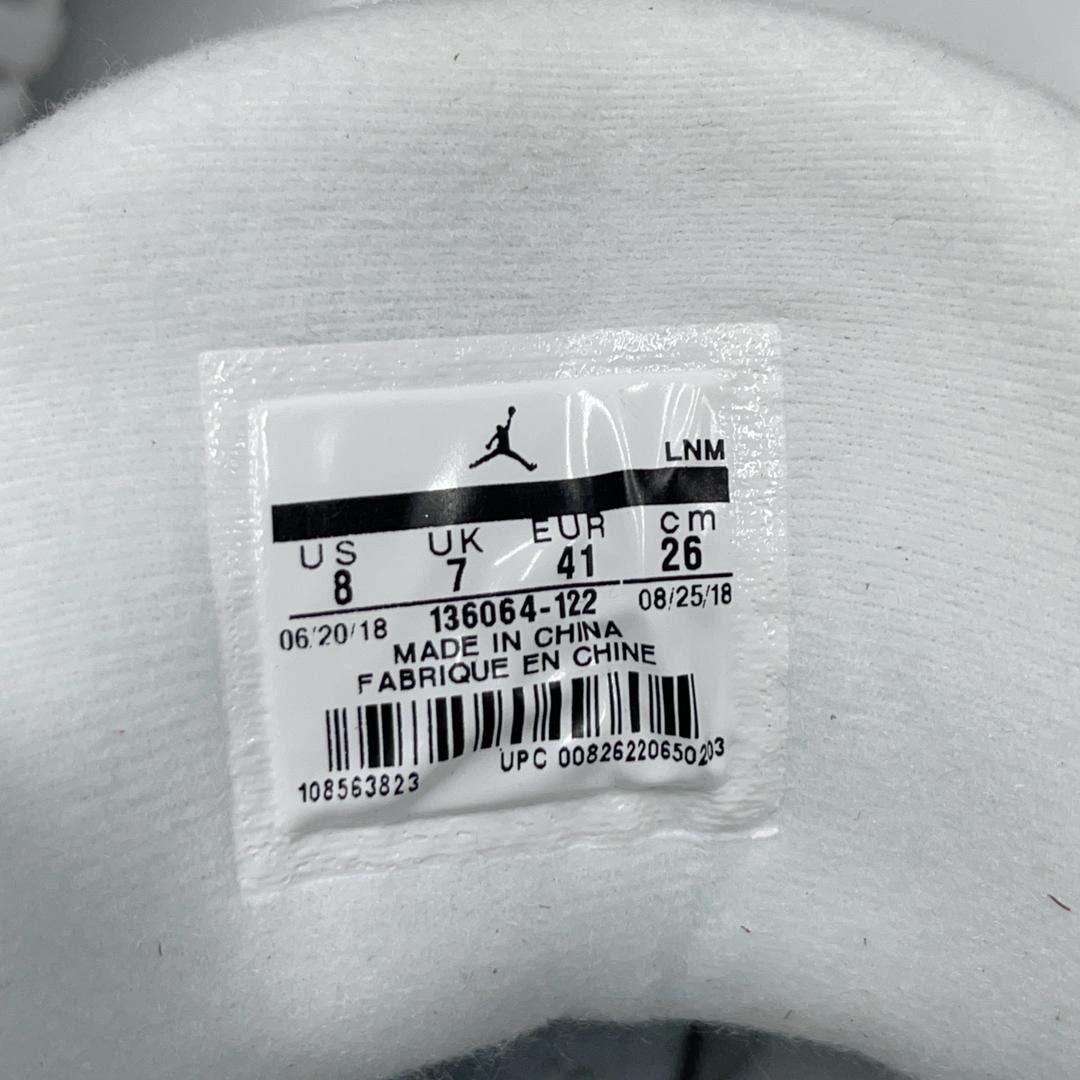 LNM
US UK EUR cm
8 7 41 26
06/20/18 136064-122 08/25/18
MADE IN CHINA
FABRIQUE EN CHINE
108563823 UPC 00826220650203